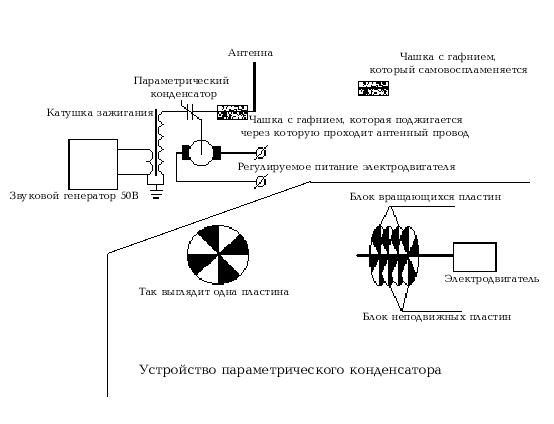 Антенна
Чашка с гафнием,
который самовоспламеняется
Параметрический
конденсатор
Катушка зажигания
Чашка с гафнием, которая поджигается
через которую проходит антенный провод
Регулируемое питание электродвигателя
Звуковой генератор 50В
Блок вращающихся пластин
Электродвигатель
Так выглядит одна пластина
Блок неподвижных пластин
Устройство параметрического конденсатора